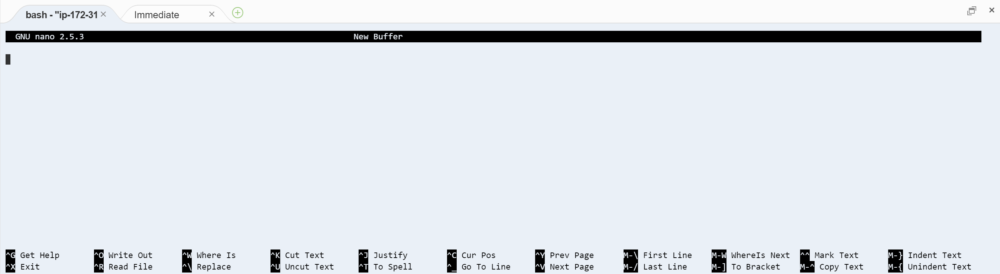 bash - "ip-172-31 Immediate
GNU nano 2.5.3 New Buffer
^G Get Help ^O Write Out ^W Where Is ^K Cut Text ^J Justify ^C Cur Pos ^Y Prev Page M-\ First Line M-W WhereIs Next ^^ Mark Text M-} Indent Text
^X Exit ^R Read File ^\ Replace ^U Uncut Text ^T To Spell ^_ Go To Line ^V Next Page M-/ Last Line M-] To Bracket M-^ Copy Text M-{ Unindent Text